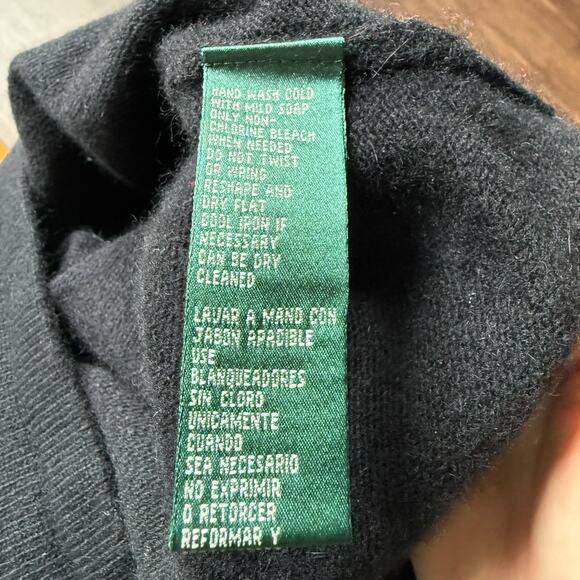 HAND WASH COLD
WITH MILD SOAP
ONLY NON-
CHLORINE BLEACH
WHEN NEEDED
DO NOT TWIST
OR WRING
RESHAPE AND
DRY FLAT
COOL IRON IF
NECESSARY
CAN BE DRY
CLEANED
LAVAR A MANO CON
JABON APACIBLE
USE
BLANQUEADORES
SIN CLORO
UNICAMENTE
CUANDO
SEA NECESARIO
NO EXPRIMIR
O RETORCER
REFORMAR Y